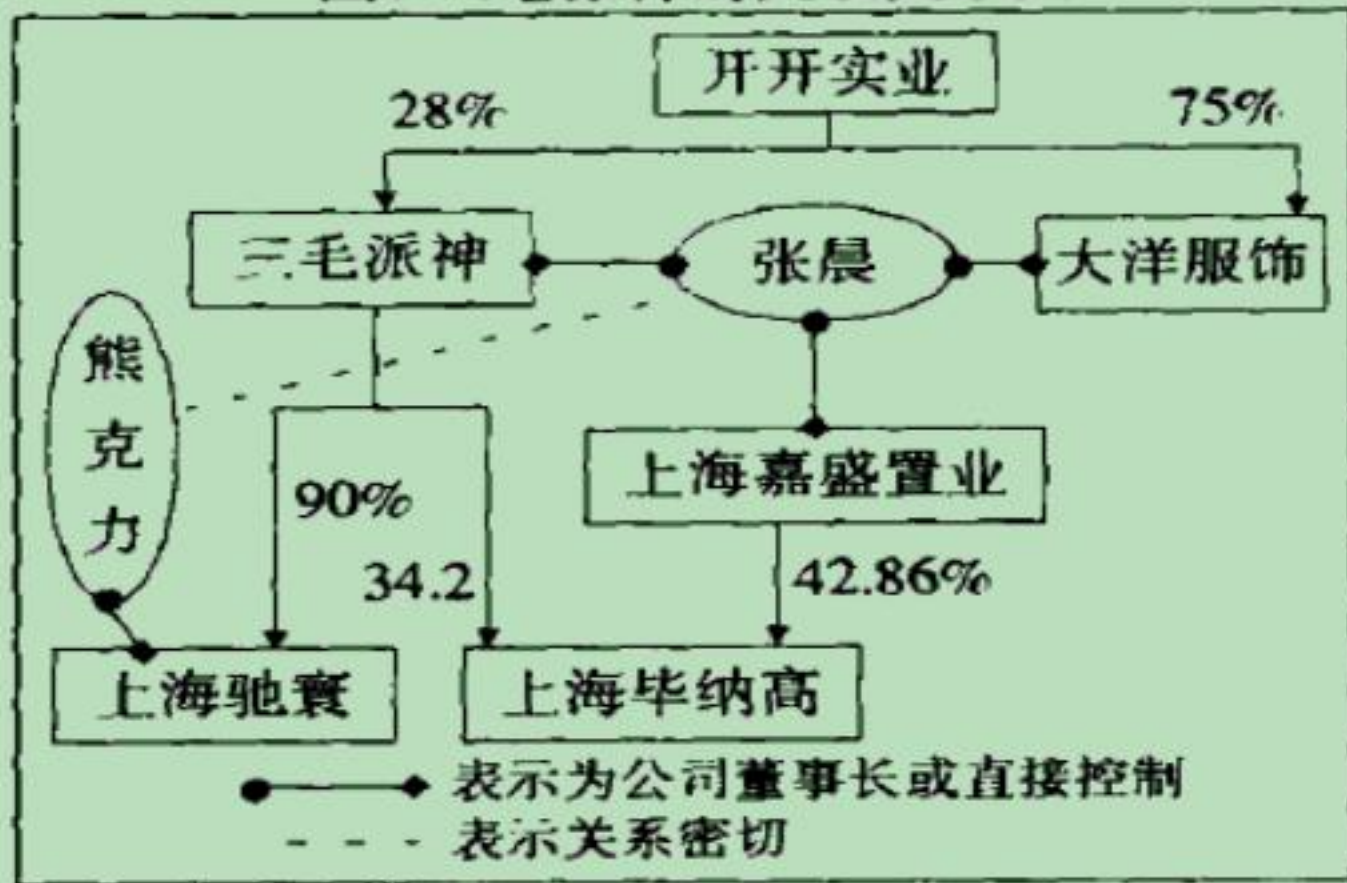 开开实业
28%
75%
三毛派神
张晨
大洋服饰
熊克力
90%
34.2
上海嘉盛置业
42.86%
上海驰寰
上海毕纳高
表示为公司董事长或直接控制
表示关系密切